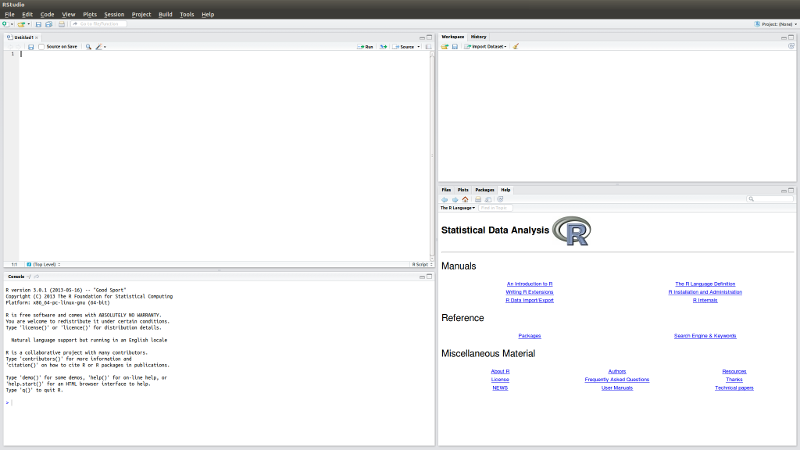 RStudio
File Edit Code View Plots Session Project Build Tools Help
Project: (None)
Untitled1
Source on Save Run Source
1
1:1 (Top Level) R Script
Console
R version 3.0.1 (2013-05-16) -- "Good Sport"
Copyright (C) 2013 The R Foundation for Statistical Computing
Platform: x86_64-pc-linux-gnu (64-bit)
R is free software and comes with ABSOLUTELY NO WARRANTY.
You are welcome to redistribute it under certain conditions.
Type 'license()' or 'licence()' for distribution details.
Natural language support but running in an English locale
R is a collaborative project with many contributors.
Type 'contributors()' for more information and
'citation()' on how to cite R or R packages in publications.
Type 'demo()' for some demos, 'help()' for on-line help, or
'help.start()' for an HTML browser interface to help.
Type 'q()' to quit R.
>
Workspace History
Import Dataset
Files Plots Packages Help
The R Language Find in Topic
Statistical Data Analysis R
Manuals
An Introduction to R The R Language Definition
Writing R Extensions R Installation and Administration
R Data Import/Export R Internals
Reference
Packages Search Engine & Keywords
Miscellaneous Material
About R Authors Resources
License Frequently Asked Questions Thanks
NEWS User Manuals Technical papers